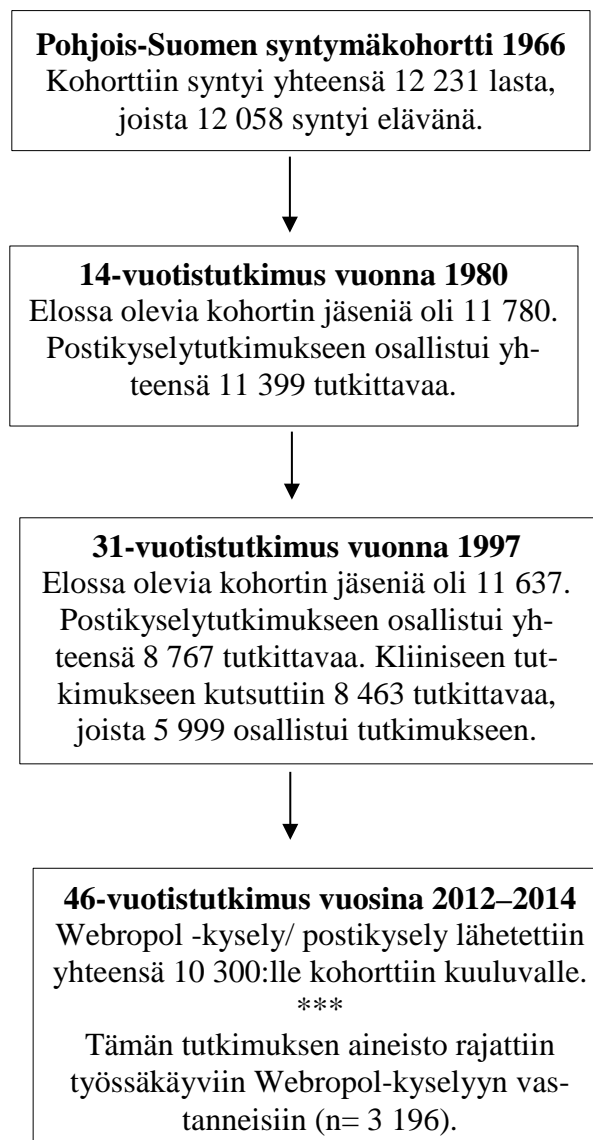 Pohjois-Suomen syntymäkohortti 1966
Kohorttiin syntyi yhteensä 12 231 lasta,
joista 12 058 syntyi elävänä.
14-vuotistutkimus vuonna 1980
Elossa olevia kohortin jäseniä oli 11 780.
Postikyselytutkimukseen osallistui yh-
teensä 11 399 tutkittavaa.
31-vuotistutkimus vuonna 1997
Elossa olevia kohortin jäseniä oli 11 637.
Postikyselytutkimukseen osallistui yh-
teensä 8 767 tutkittavaa. Kliiniseen tut-
kimukseen kutsuttiin 8 463 tutkittavaa,
joista 5 999 osallistui tutkimukseen.
46-vuotistutkimus vuosina 2012–2014
Webropol -kysely/ postikysely lähetettiin
yhteensä 10 300:lle kohorttiin kuuluvalle.
***
Tämän tutkimuksen aineisto rajattiin
työssäkäyviin Webropol-kyselyyn vas-
tanneisiin (n= 3 196).